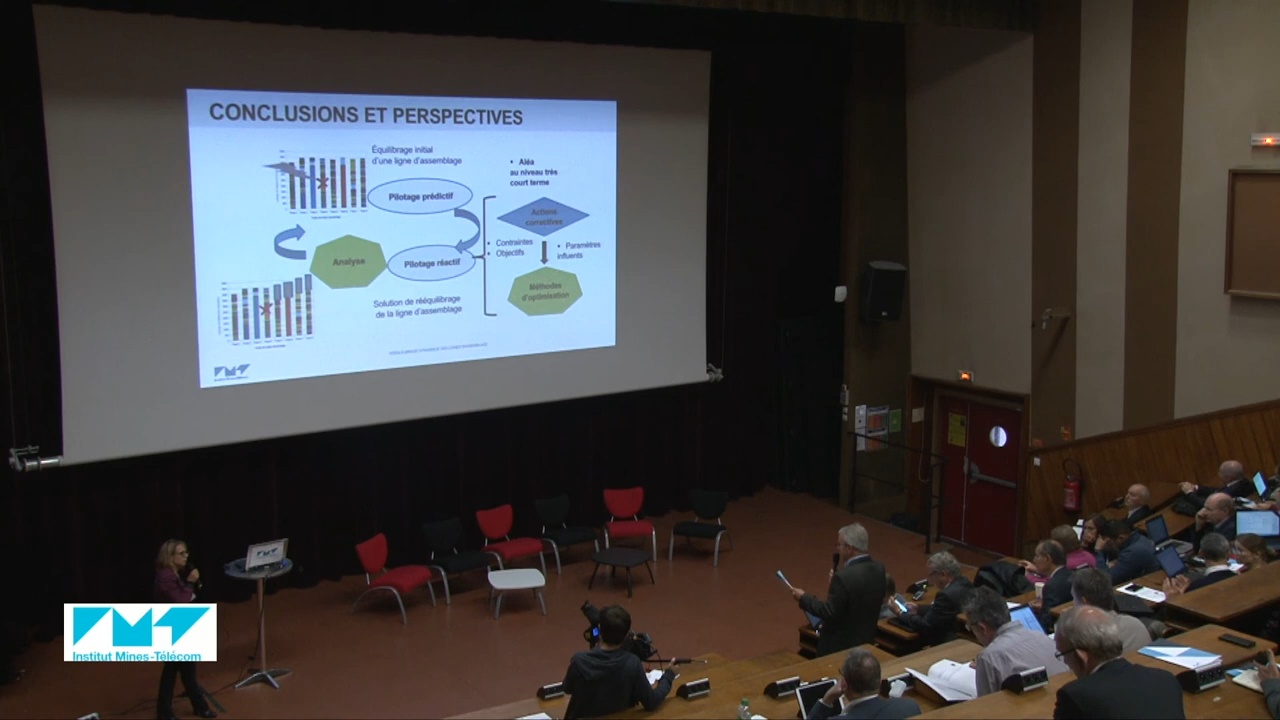 CONCLUSIONS ET PERSPECTIVES
Équilibrage initial
d'une ligne d'assemblage
• Aléa
au niveau très
court terme
Pilotage prédictif
Actions
correctives
• Contraintes
• Objectifs
• Paramètres
influents
Analyse
Pilotage réactif
Méthodes
d'optimisation
Solution de rééquilibrage
de la ligne d'assemblage
Institut Mines-Télécom